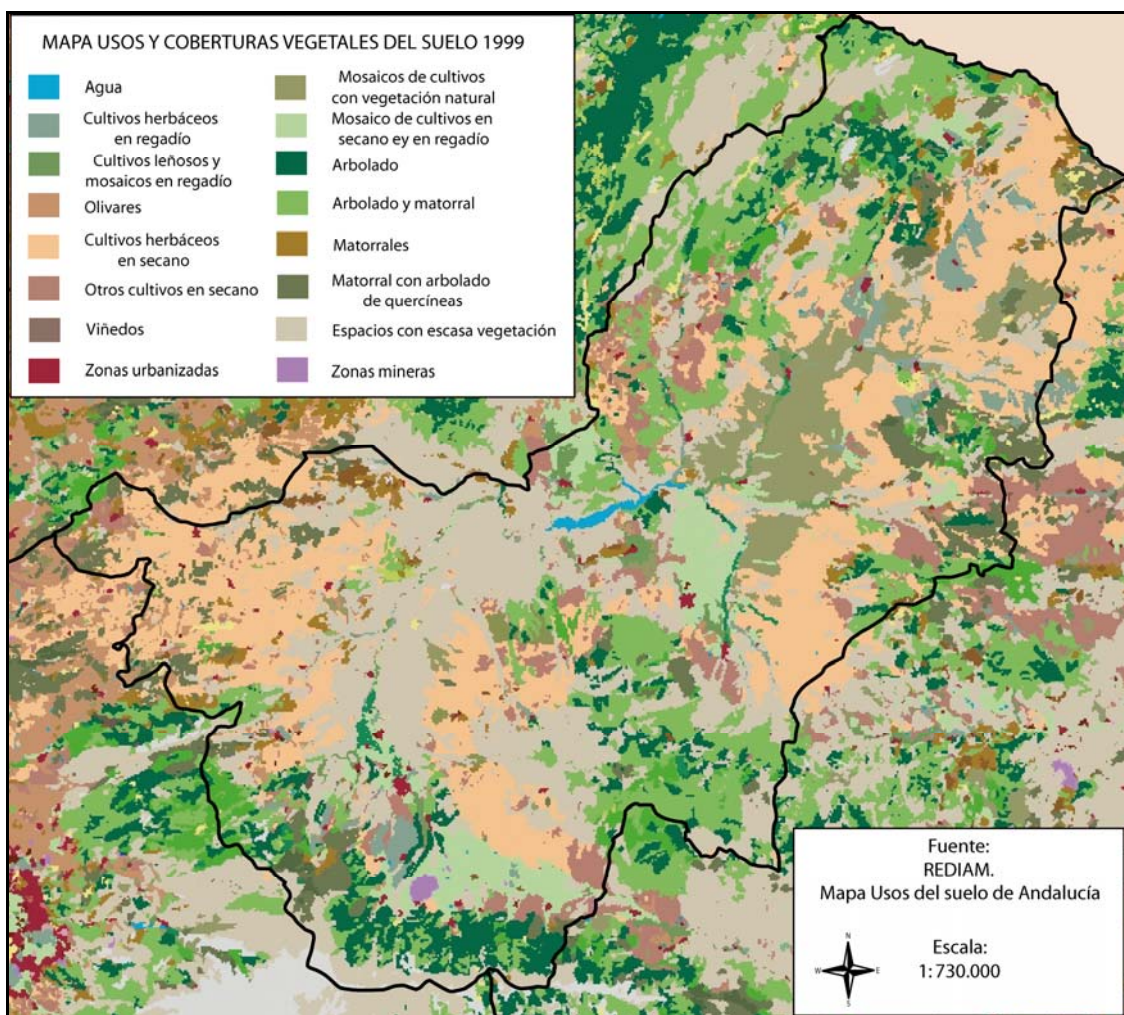 MAPA USOS Y COBERTURAS VEGETALES DEL SUELO 1999
Agua
Cultivos herbáceos
en regadío
Cultivos leñosos y
mosaicos en regadío
Olivares
Cultivos herbáceos
en secano
Otros cultivos en secano
Viñedos
Zonas urbanizadas
Mosaicos de cultivos
con vegetación natural
Mosaico de cultivos en
secano ey en regadío
Arbolado
Arbolado y matorral
Matorrales
Matorral con arbolado
de quercíneas
Espacios con escasa vegetación
Zonas mineras
Fuente:
REDIAM.
Mapa Usos del suelo de Andalucía
N
W
E
S
Escala:
1: 730.000